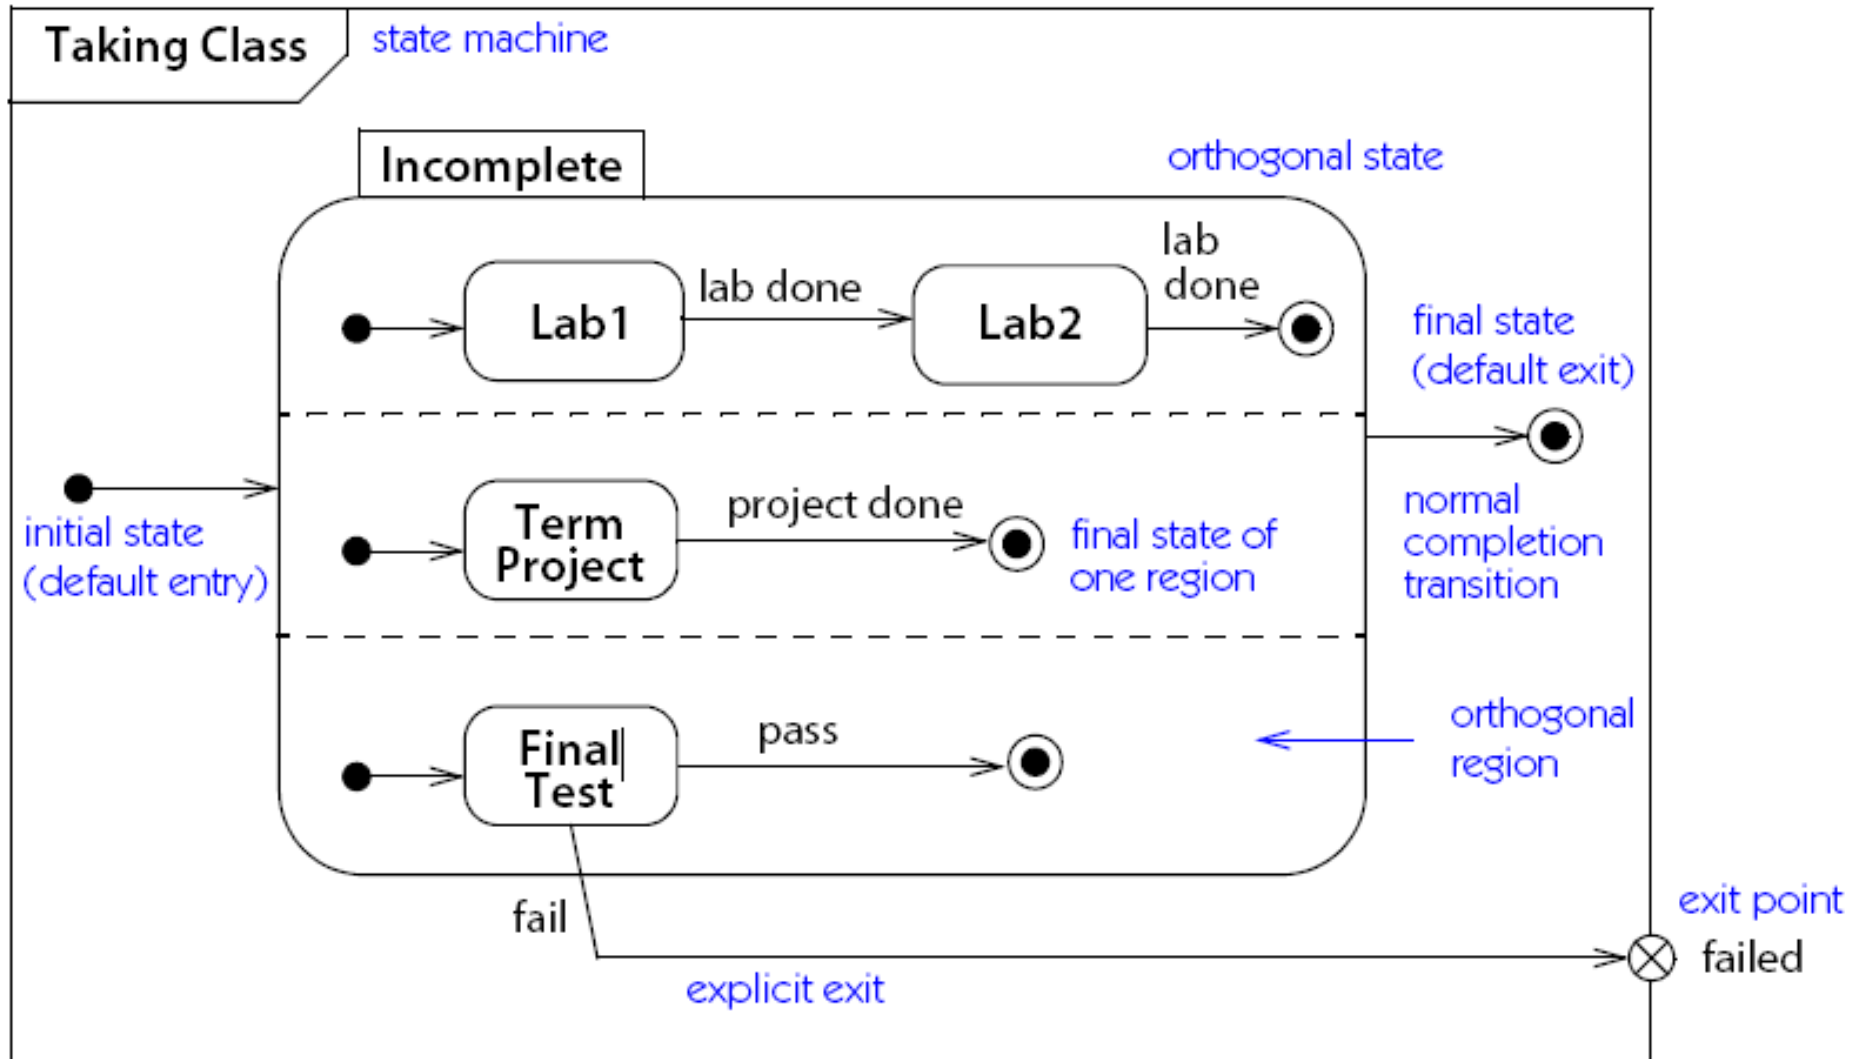 Taking Class
state machine
Incomplete
orthogonal state
lab
done
Lab1
lab done
Lab2
final state
(default exit)
initial state
(default entry)
Term
Project
project done
final state of
one region
normal
completion
transition
Final
Test
pass
orthogonal
region
fail
explicit exit
exit point
failed